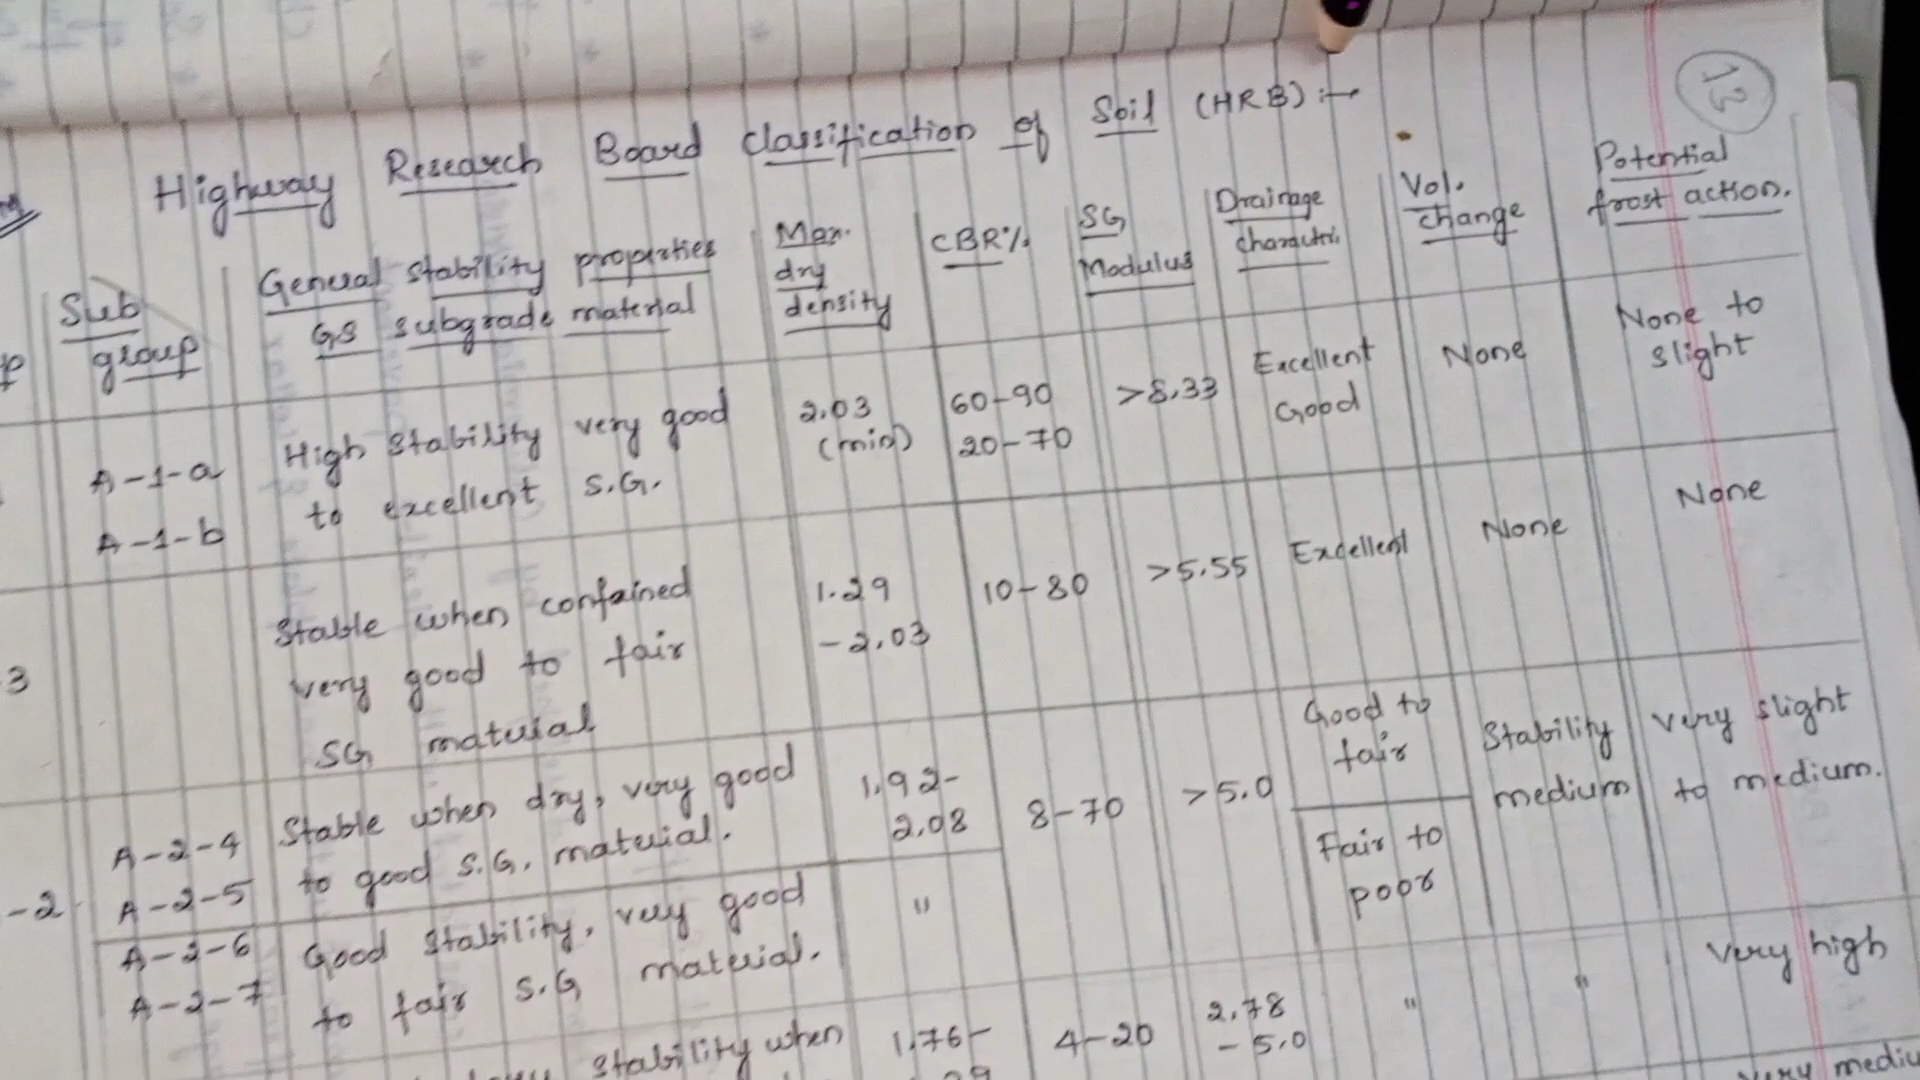 13
Highway Research Board Classification of Soil (HRB) :-
Sub group
General stability properties
GS subgrade material
Max. dry density
CBR%
SG Modulus
Drainage charactri.
Vol. change
Potential frost action.
A-1-a
A-1-b
High stability very good
to excellent S.G.
2.03
(min)
60-90
20-70
>8.33
Excellent
Good
None
None to
slight
3
Stable when confained
very good to fair
SG material
1.29
-2.03
10-80
>5.55
Excellent
None
None
-2
A-2-4
A-2-5
Stable when dry, very good
to good S.G. material.
1.92-
2.08
8-70
>5.0
Good to
fair
Stability
medium
very slight
to medium.
A-2-6
A-2-7
Good stability, very good
to fair S.G material.
"
Fair to
poor
stability when
1.76-
4-20
2.78
- 5.0
"
"
very high